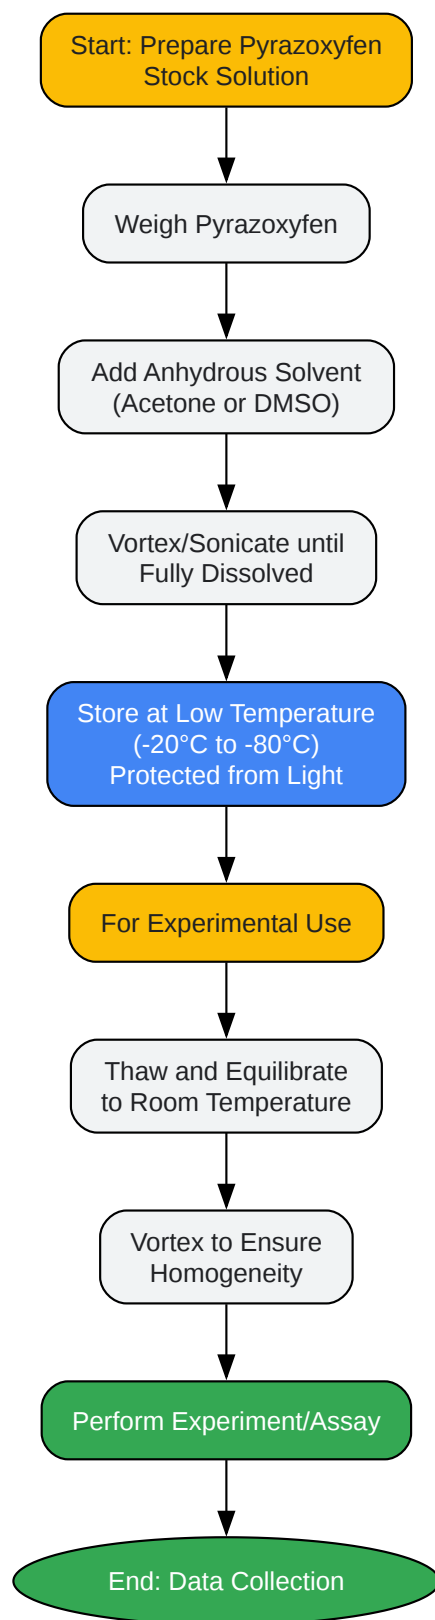 Start: Prepare Pyrazoxyfen
Stock Solution
Weigh Pyrazoxyfen
Add Anhydrous Solvent
(Acetone or DMSO)
Vortex/Sonicate until
Fully Dissolved
Store at Low Temperature
(-20°C to -80°C)
Protected from Light
For Experimental Use
Thaw and Equilibrate
to Room Temperature
Vortex to Ensure
Homogeneity
Perform Experiment/Assay
End: Data Collection